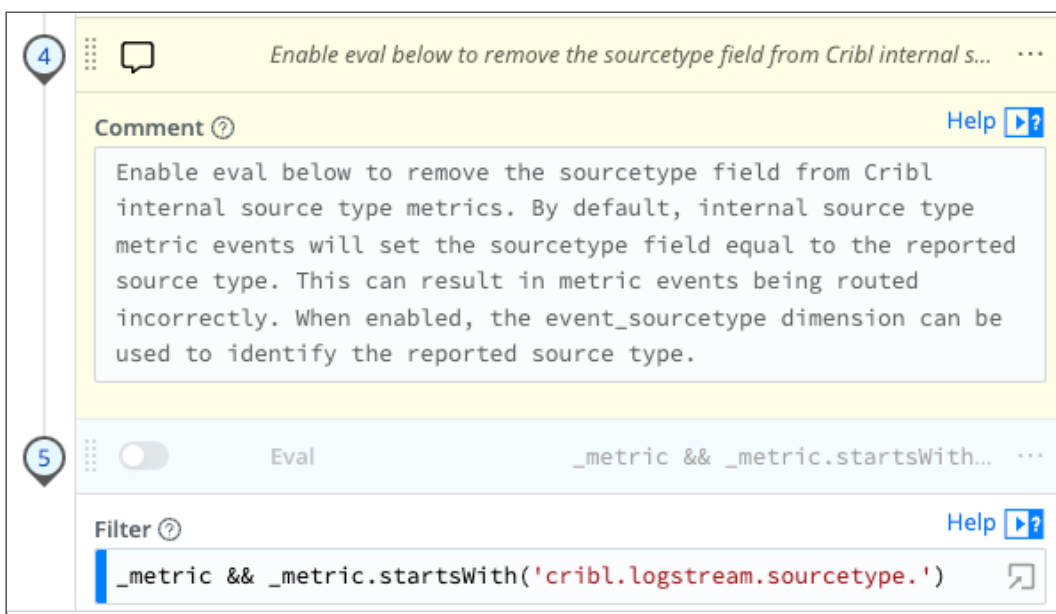 4
Enable eval below to remove the sourcetype field from Cribl internal s... ...
Comment ?
Help ?
Enable eval below to remove the sourcetype field from Cribl
internal source type metrics. By default, internal source type
metric events will set the sourcetype field equal to the reported
source type. This can result in metric events being routed
incorrectly. When enabled, the event_sourcetype dimension can be
used to identify the reported source type.
5
Eval _metric && _metric.startsWith... ...
Filter ?
Help ?
_metric && _metric.startsWith('cribl.logstream.sourcetype.')